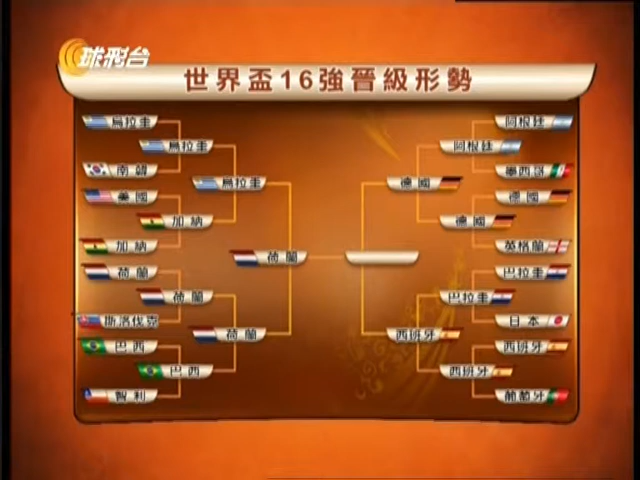 球彩台
世界盃16強晉級形勢
烏拉圭
阿根廷
烏拉圭
阿根廷
南韓
墨西哥
烏拉圭
德國
美國
德國
加納
德國
加納
英格蘭
荷蘭
荷蘭
巴拉圭
荷蘭
巴拉圭
斯洛伐克
日本
荷蘭
西班牙
巴西
西班牙
巴西
西班牙
智利
葡萄牙